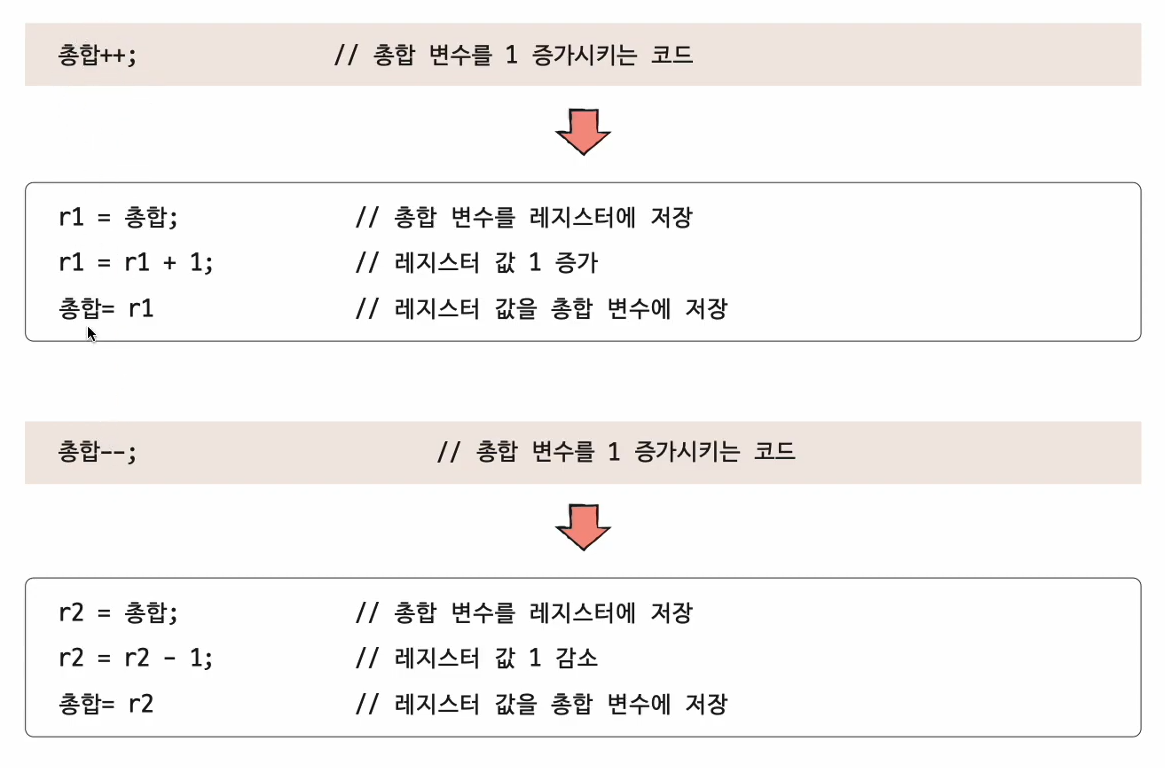 총합++; // 총합 변수를 1 증가시키는 코드
r1 = 총합; // 총합 변수를 레지스터에 저장
r1 = r1 + 1; // 레지스터 값 1 증가
총합= r1 // 레지스터 값을 총합 변수에 저장
총합--; // 총합 변수를 1 증가시키는 코드
r2 = 총합; // 총합 변수를 레지스터에 저장
r2 = r2 - 1; // 레지스터 값 1 감소
총합= r2 // 레지스터 값을 총합 변수에 저장